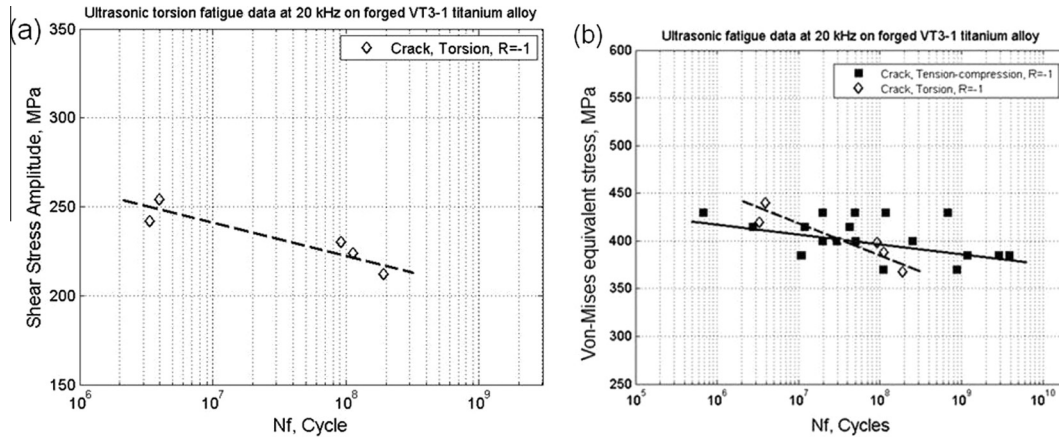 (a)
Ultrasonic torsion fatigue data at 20 kHz on forged VT3-1 titanium alloy
Crack, Torsion, R=-1
Shear Stress Amplitude, MPa
350
300
250
200
150
10^6
10^7
10^8
10^9
Nf, Cycle
(b)
Ultrasonic fatigue data at 20 kHz on forged VT3-1 titanium alloy
Crack, Tension-compression, R=-1
Crack, Torsion, R=-1
Von-Mises equivalent stress, MPa
600
550
500
450
400
350
300
250
10^5
10^6
10^7
10^8
10^9
10^10
Nf, Cycles